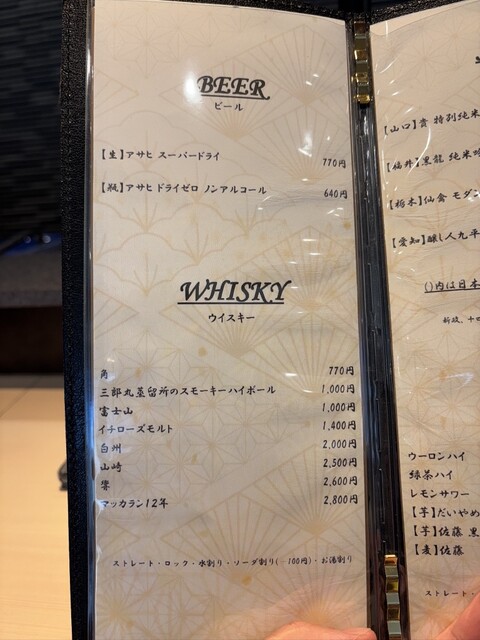 BEER
ビール
【生】アサヒ スーパードライ 770円
【瓶】アサヒ ドライゼロ ノンアルコール 640円
WHISKY
ウイスキー
角 770円
三郎丸蒸留所のスモーキーハイボール 1,000円
富士山 1,000円
イチローズモルト 1,400円
白州 2,000円
山崎 2,500円
響 2,600円
マッカラン12年 2,800円
ストレート・ロック・水割り・ソーダ割り( 100円)・お湯割り
【山口】貴 特別純米
【福井】黒龍 純米吟
【栃木】仙禽 モダン
【愛知】醸し人九平
()内は日本
ウーロンハイ
緑茶ハイ
レモンサワー
【芋】だいやめ
【芋】佐藤 黒
【麦】佐藤
ストレート・